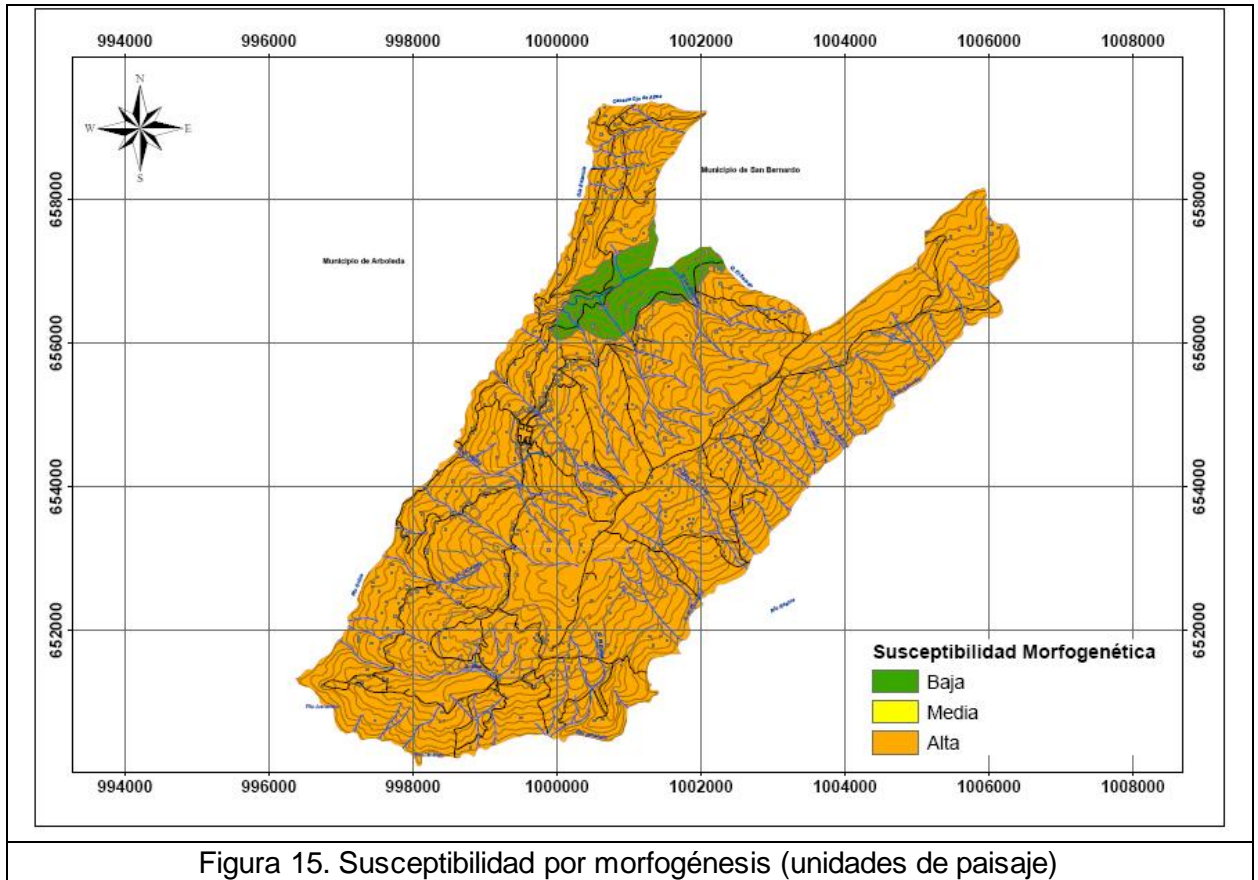 994000 996000 998000 1000000 1002000 1004000 1006000 1008000
N
W E
S
658000
656000
654000
652000
658000
656000
654000
652000
Municipio de San Bernardo
Municipio de Arboleda
Susceptibilidad Morfogenética
Baja
Media
Alta
994000 996000 998000 1000000 1002000 1004000 1006000 1008000
Figura 15. Susceptibilidad por morfogénesis (unidades de paisaje)